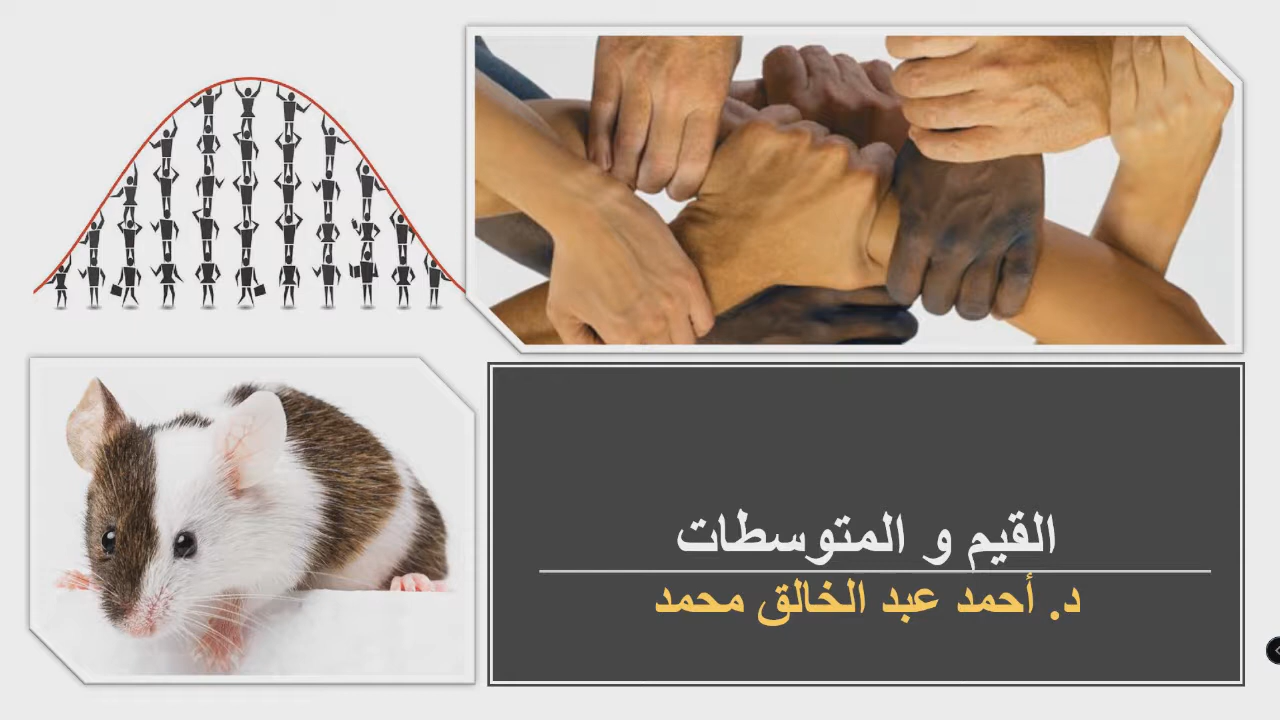 القيم و المتوسطات
د. أحمد عبد الخالق محمد